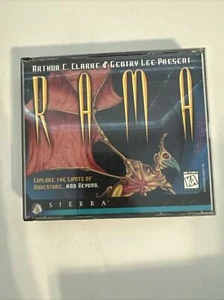 Arthur C. Clarke & Gentry Lee Present
RAMA
Explore the Limits of
Adventure, and Beyond.
SIERRA